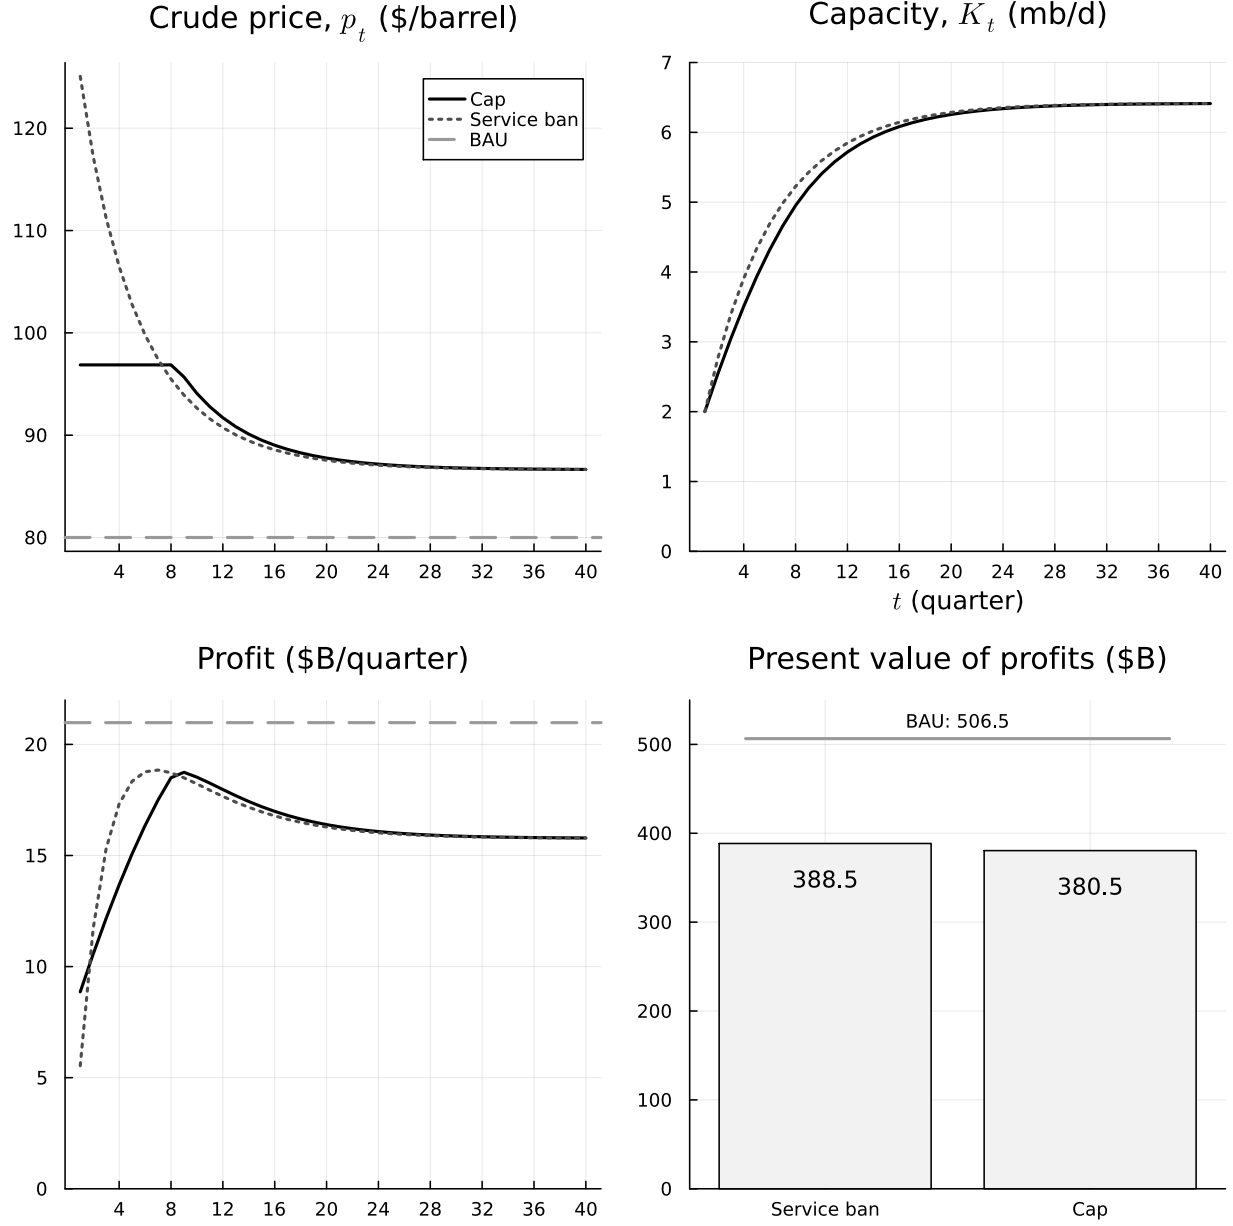 Crude price, pₜ ($/barrel)
120
110
100
90
80
4 8 12 16 20 24 28 32 36 40
Cap
Service ban
BAU
Capacity, Kₜ (mb/d)
7
6
5
4
3
2
1
0
4 8 12 16 20 24 28 32 36 40
t (quarter)
Profit ($B/quarter)
20
15
10
5
0
4 8 12 16 20 24 28 32 36 40
Present value of profits ($B)
500
400
300
200
100
0
BAU: 506.5
388.5
380.5
Service ban
Cap